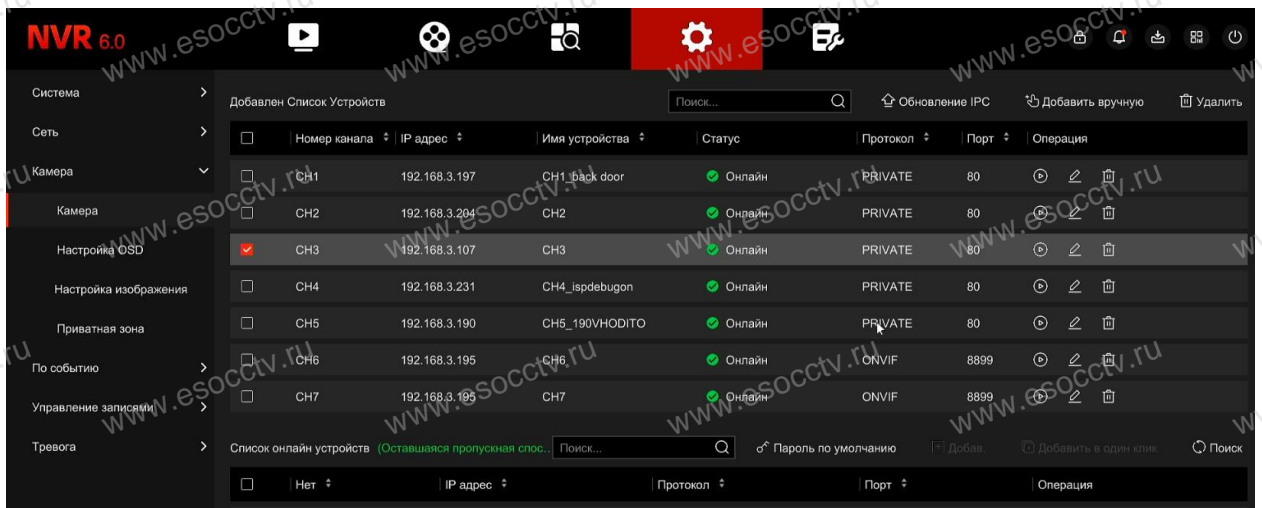 NVR 6.0
Система
Сеть
Камера
Камера
Настройка OSD
Настройка изображения
Приватная зона
По событию
Управление записями
Тревога
Добавлен Список Устройств Поиск... Обновление IPC Добавить вручную Удалить
Номер канала IP адрес Имя устройства Статус Протокол Порт Операция
CH1 192.168.3.197 CH1_back door Онлайн PRIVATE 80
CH2 192.168.3.204 CH2 Онлайн PRIVATE 80
CH3 192.168.3.107 CH3 Онлайн PRIVATE 80
CH4 192.168.3.231 CH4_ispdebugon Онлайн PRIVATE 80
CH5 192.168.3.190 CH5_190VHODITO Онлайн PRIVATE 80
CH6 192.168.3.195 CH6 Онлайн ONVIF 8899
CH7 192.168.3.195 CH7 Онлайн ONVIF 8899
Список онлайн устройств (Оставшаяся пропускная спос.. Поиск... Пароль по умолчанию Добав. Добавить в один клик Поиск
Нет IP адрес Протокол Порт Операция
www.esocctv.ru